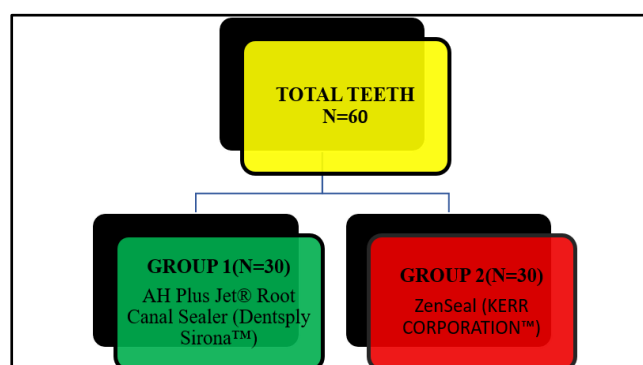 TOTAL TEETH
N=60
GROUP 1(N=30)
AH Plus Jet® Root
Canal Sealer (Dentsply
Sirona™)
GROUP 2(N=30)
ZenSeal (KERR
CORPORATION™)